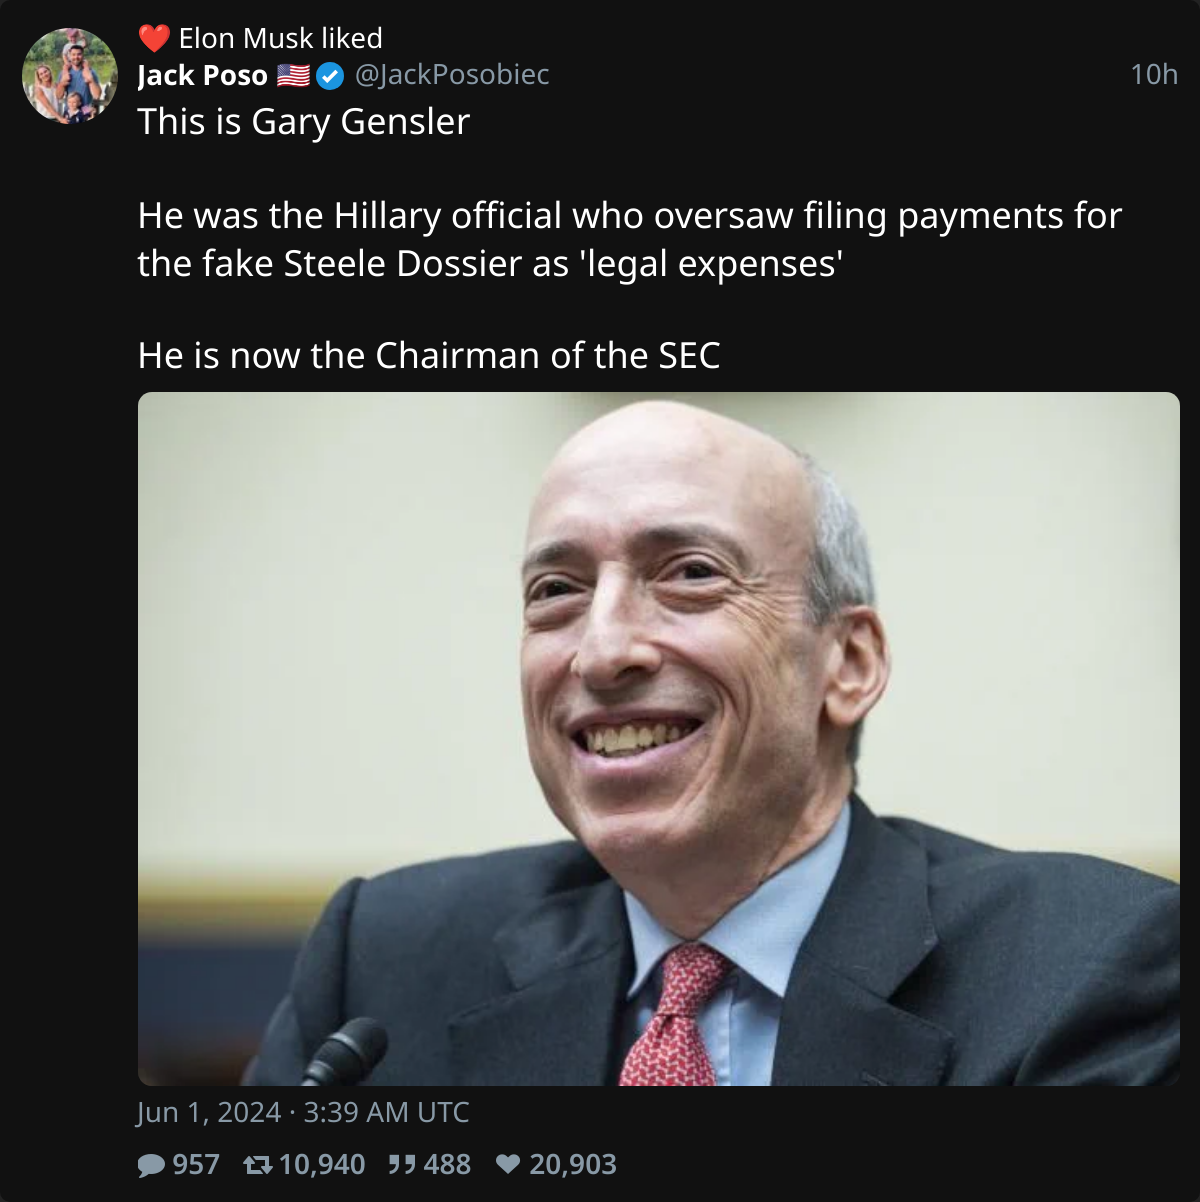 ❤️ Elon Musk liked
Jack Poso 🇺🇸 @JackPosobiec 10h
This is Gary Gensler
He was the Hillary official who oversaw filing payments for
the fake Steele Dossier as 'legal expenses'
He is now the Chairman of the SEC
Jun 1, 2024 · 3:39 AM UTC
957 10,940 488 20,903